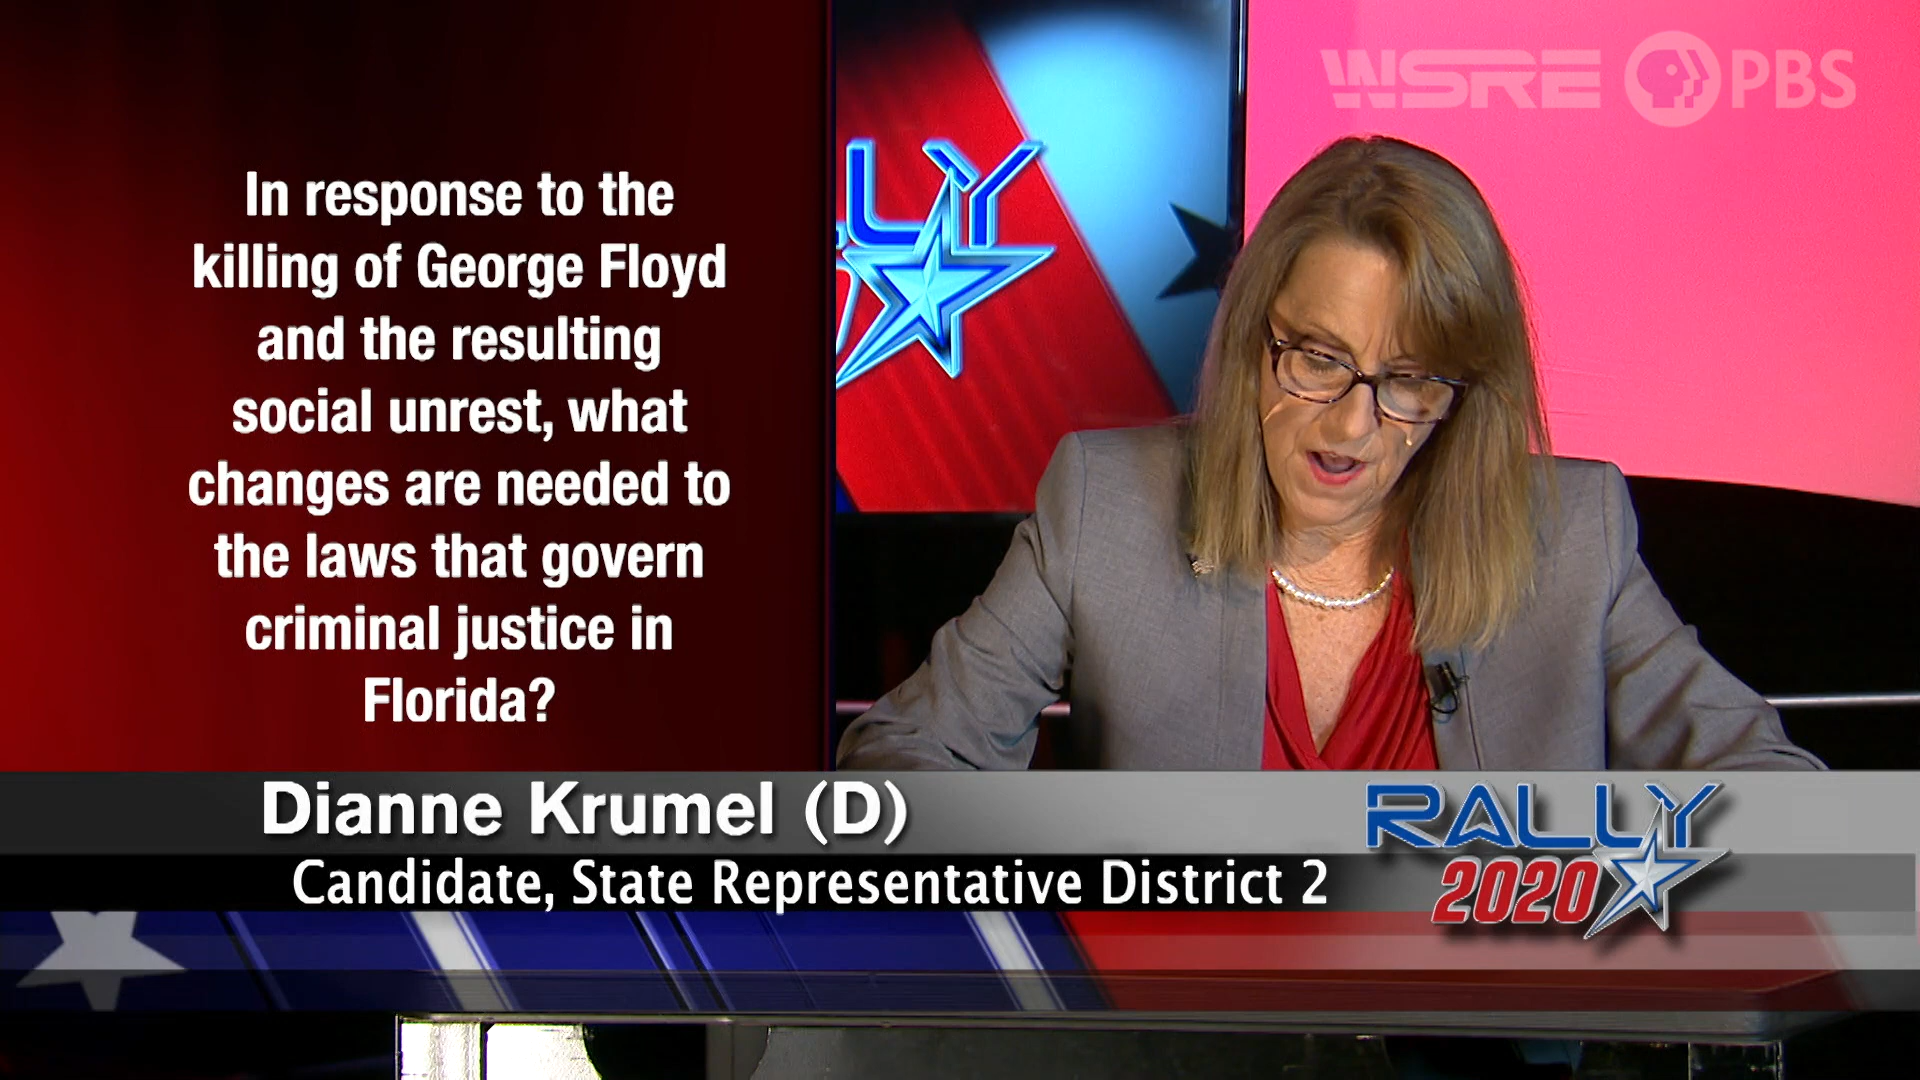 In response to the
killing of George Floyd
and the resulting
social unrest, what
changes are needed to
the laws that govern
criminal justice in
Florida?
LLY
WSRE PBS
Dianne Krumel (D)
Candidate, State Representative District 2
RALLY
2020